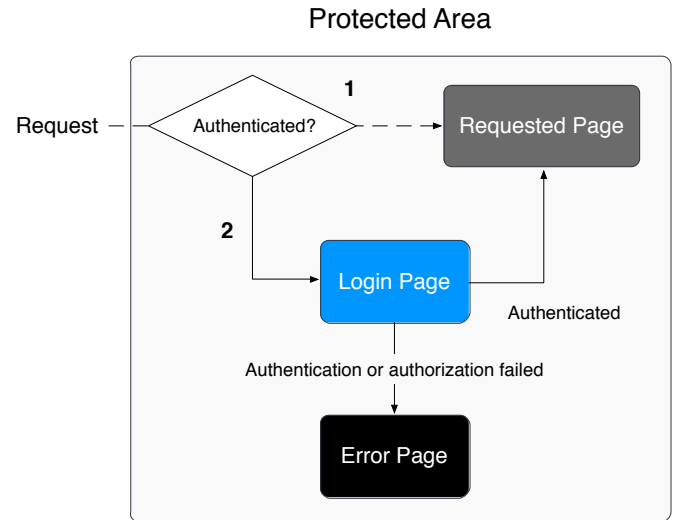 Protected Area
1
Request
Authenticated?
Requested Page
2
Login Page
Authenticated
Authentication or authorization failed
Error Page